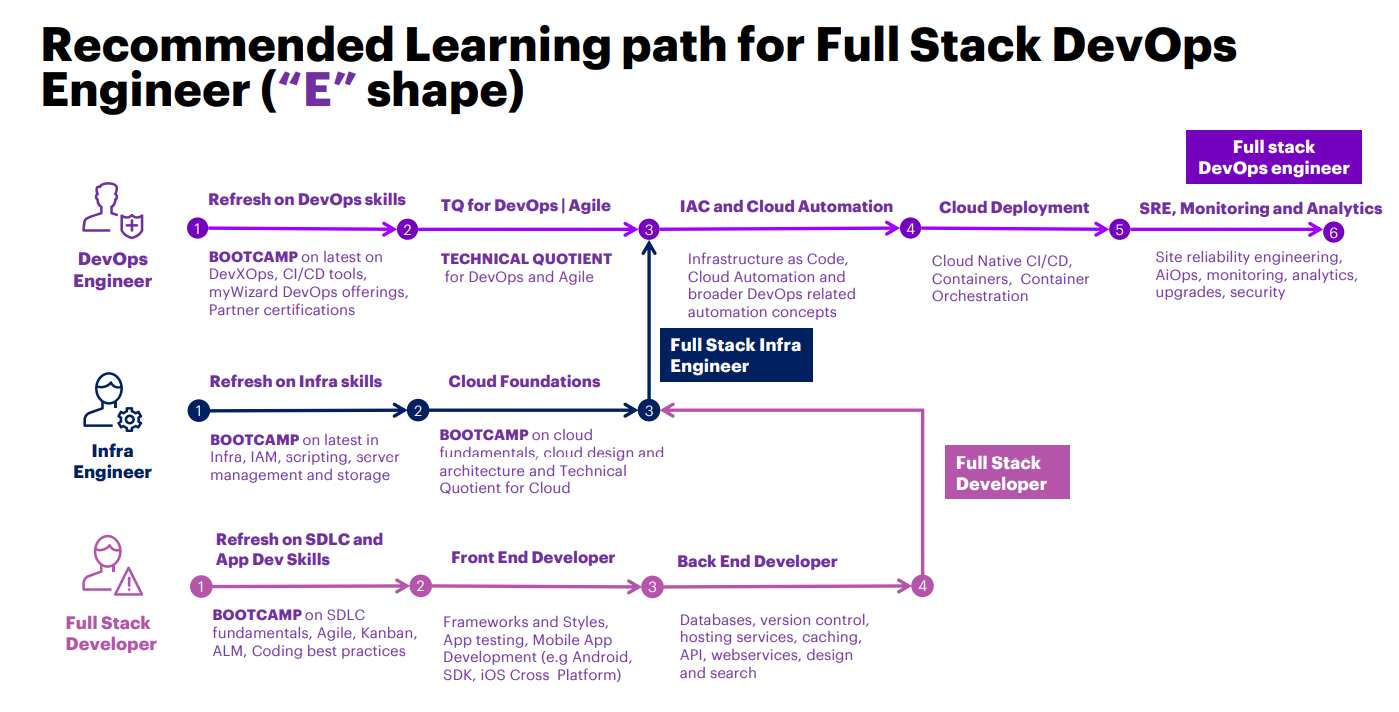 Recommended Learning path for Full Stack DevOps
Engineer (“E” shape)
Full stack
DevOps engineer
DevOps
Engineer
Refresh on DevOps skills
TQ for DevOps | Agile
IAC and Cloud Automation
Cloud Deployment
SRE, Monitoring and Analytics
1
2
3
4
5
6
BOOTCAMP on latest on
DevXOps, CI/CD tools,
myWizard DevOps offerings,
Partner certifications
TECHNICAL QUOTIENT
for DevOps and Agile
Infrastructure as Code,
Cloud Automation and
broader DevOps related
automation concepts
Cloud Native CI/CD,
Containers, Container
Orchestration
Site reliability engineering,
AiOps, monitoring, analytics,
upgrades, security
Full Stack Infra
Engineer
Infra
Engineer
Refresh on Infra skills
Cloud Foundations
1
2
3
BOOTCAMP on latest in
Infra, IAM, scripting, server
management and storage
BOOTCAMP on cloud
fundamentals, cloud design and
architecture and Technical
Quotient for Cloud
Full Stack
Developer
Full Stack
Developer
Refresh on SDLC and
App Dev Skills
Front End Developer
Back End Developer
1
2
3
4
BOOTCAMP on SDLC
fundamentals, Agile, Kanban,
ALM, Coding best practices
Frameworks and Styles,
App testing, Mobile App
Development (e.g Android,
SDK, iOS Cross Platform)
Databases, version control,
hosting services, caching,
API, webservices, design
and search